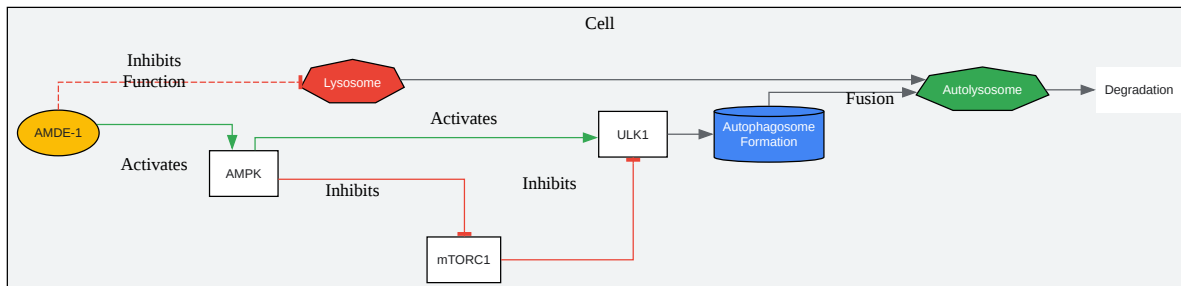 Cell
Inhibits
Function
Lysosome
Autolysosome
Degradation
Fusion
AMDE-1
Activates
ULK1
Autophagosome
Formation
Activates
AMPK
Inhibits
Inhibits
mTORC1